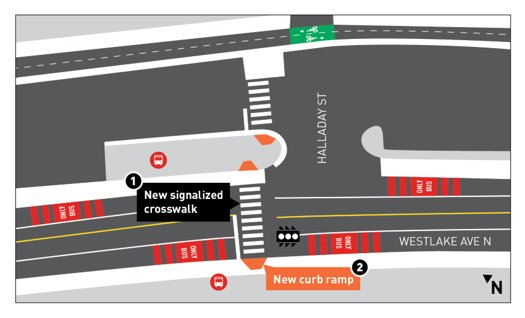 HALLADAY ST
1
New signalized
crosswalk
ONLY
BUS
ONLY
BUS
ONLY
BUS
ONLY
BUS
WESTLAKE AVE N
2
New curb ramp
N